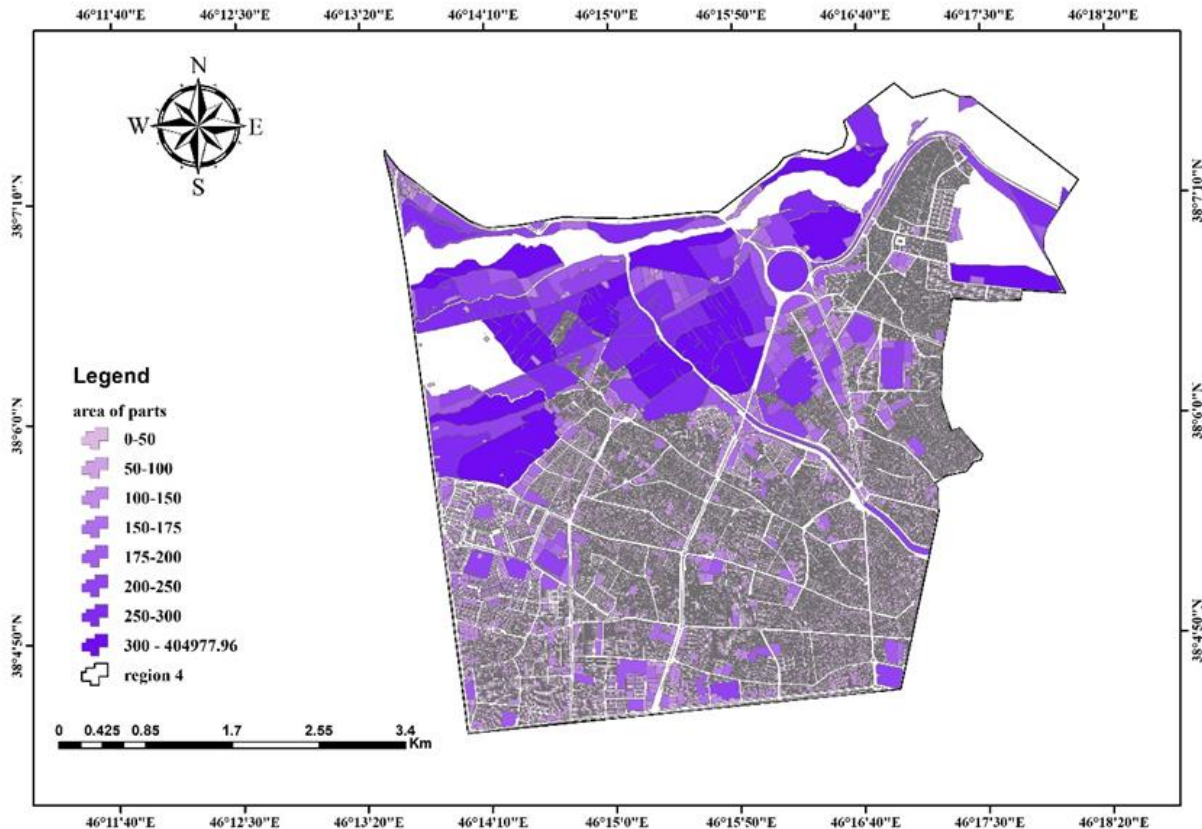 46°11'40"E 46°12'30"E 46°13'20"E 46°14'10"E 46°15'0"E 46°15'50"E 46°16'40"E 46°17'30"E 46°18'20"E
N
W E
S
38°7'10"N 38°7'10"N
38°6'0"N 38°6'0"N
38°4'50"N 38°4'50"N
Legend
area of parts
0-50
50-100
100-150
150-175
175-200
200-250
250-300
300 - 404977.96
region 4
0 0.425 0.85 1.7 2.55 3.4
Km
46°11'40"E 46°12'30"E 46°13'20"E 46°14'10"E 46°15'0"E 46°15'50"E 46°16'40"E 46°17'30"E 46°18'20"E